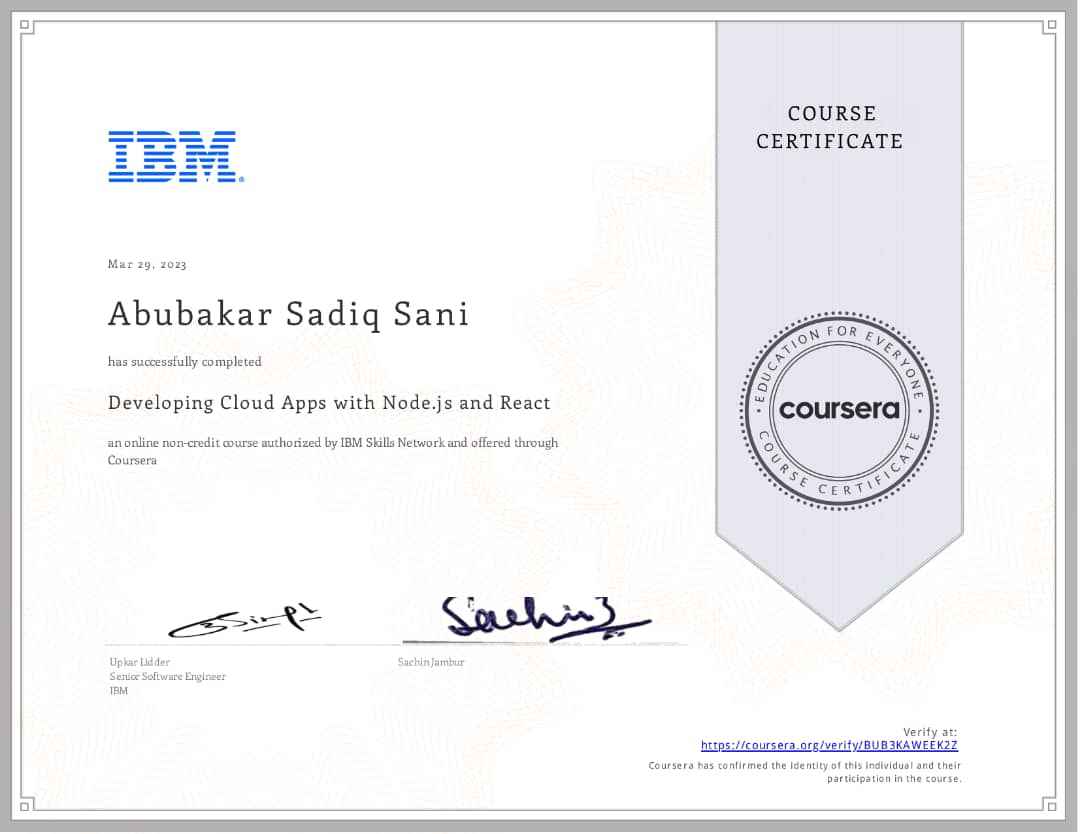 COURSE
CERTIFICATE
IBM®
Mar 29, 2023
Abubakar Sadiq Sani
has successfully completed
Developing Cloud Apps with Node.js and React
an online non-credit course authorized by IBM Skills Network and offered through
Coursera
EDUCATION FOR EVERYONE
coursera
COURSE CERTIFICATE
Sachin J
Upkar Lidder
Senior Software Engineer
IBM
Sachin Jambur
Verify at:
https://coursera.org/verify/BUB3KAWEEK2Z
Coursera has confirmed the identity of this individual and their
participation in the course.